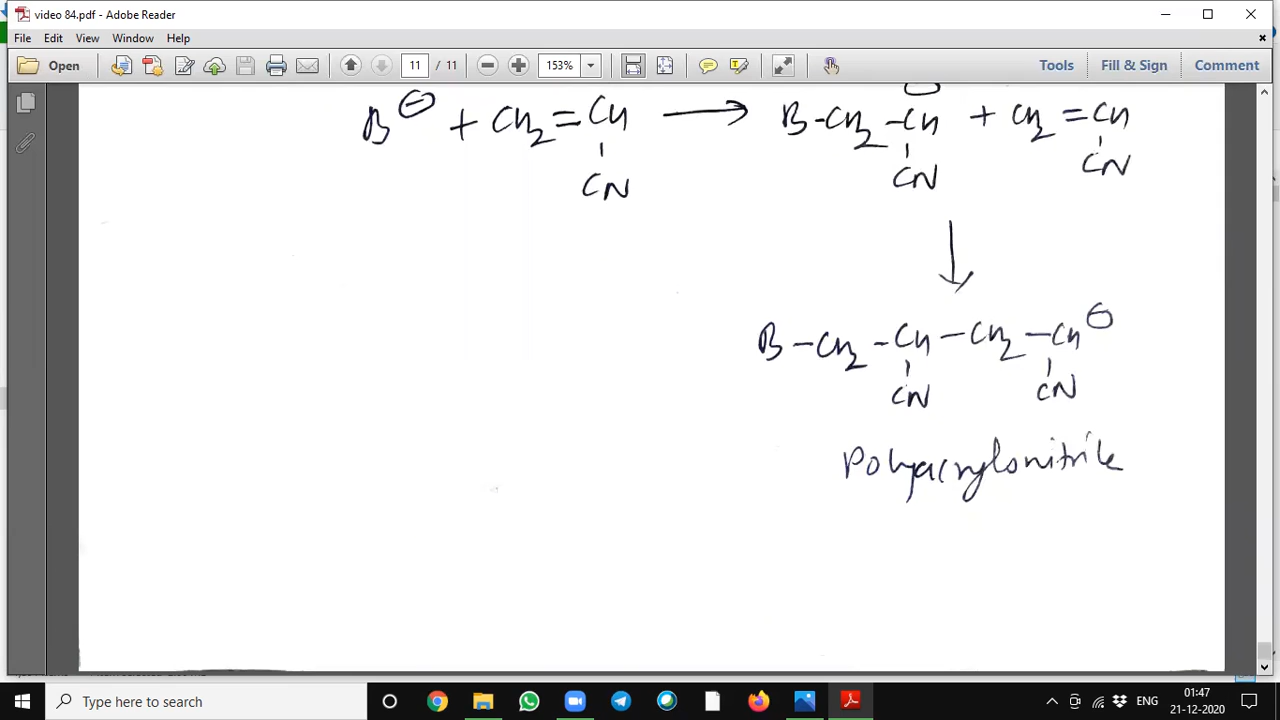 video 84.pdf - Adobe Reader
File Edit View Window Help
Open 11 / 11 153% Tools Fill & Sign Comment
B⊖ + CH2 = CH → B - CH2 - CH + CH2 = CH
CN CN CN
B - CH2 - CH - CH2 - CH⊖
CN CN
Polyacrylonitrile
Type here to search
ENG
01:47
21-12-2020